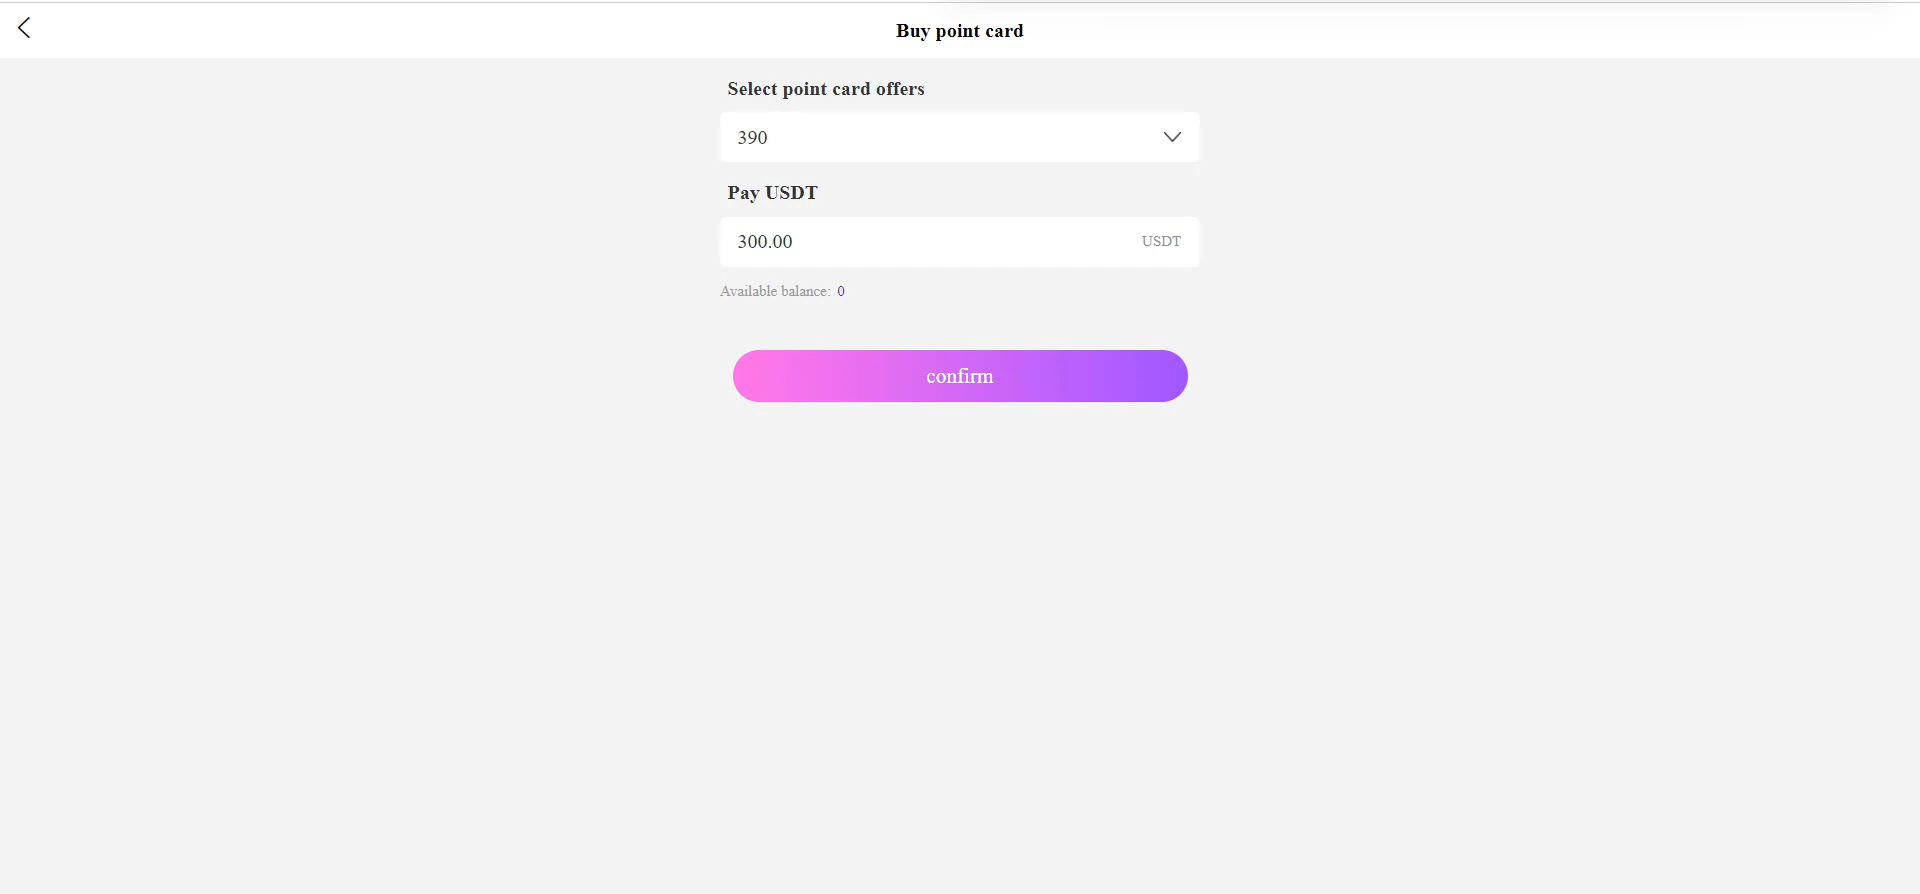 Buy point card
Select point card offers
390
Pay USDT
300.00 USDT
Available balance: 0
confirm